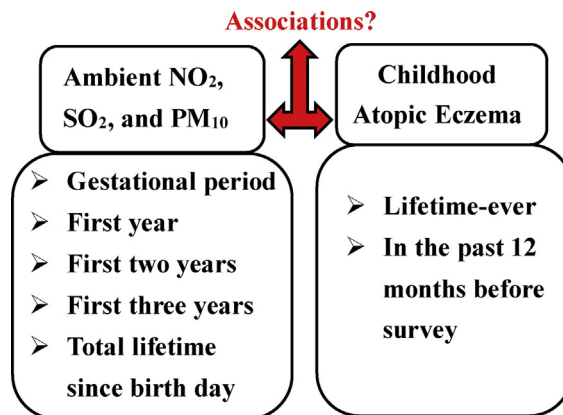 Associations?
Ambient NO₂,
SO₂, and PM₁₀
Childhood
Atopic Eczema
➢ Gestational period
➢ First year
➢ First two years
➢ First three years
➢ Total lifetime
since birth day
➢ Lifetime-ever
➢ In the past 12
months before
survey